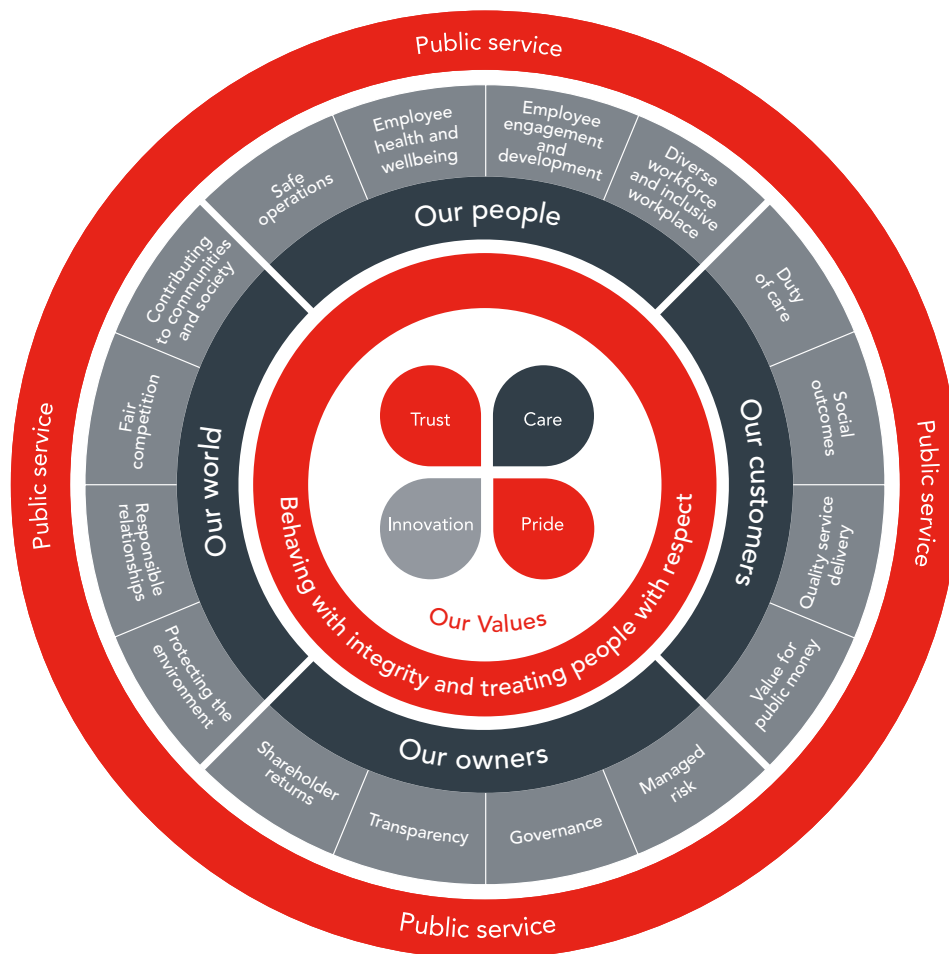 Public service
Safe
operations
Employee
health and
wellbeing
Employee
engagement
and
development
Diverse
workforce
and inclusive
workplace
Our people
Duty
of care
Social
outcomes
Quality service
delivery
Value for
public money
Our customers
Public service
Managed
risk
Governance
Transparency
Shareholder
returns
Our owners
Public service
Protecting the
environment
Responsible
relationships
Fair
competition
Contributing
to communities
and society
Our world
Public service
Trust
Care
Innovation
Pride
Our Values
Behaving with integrity and treating people with respect